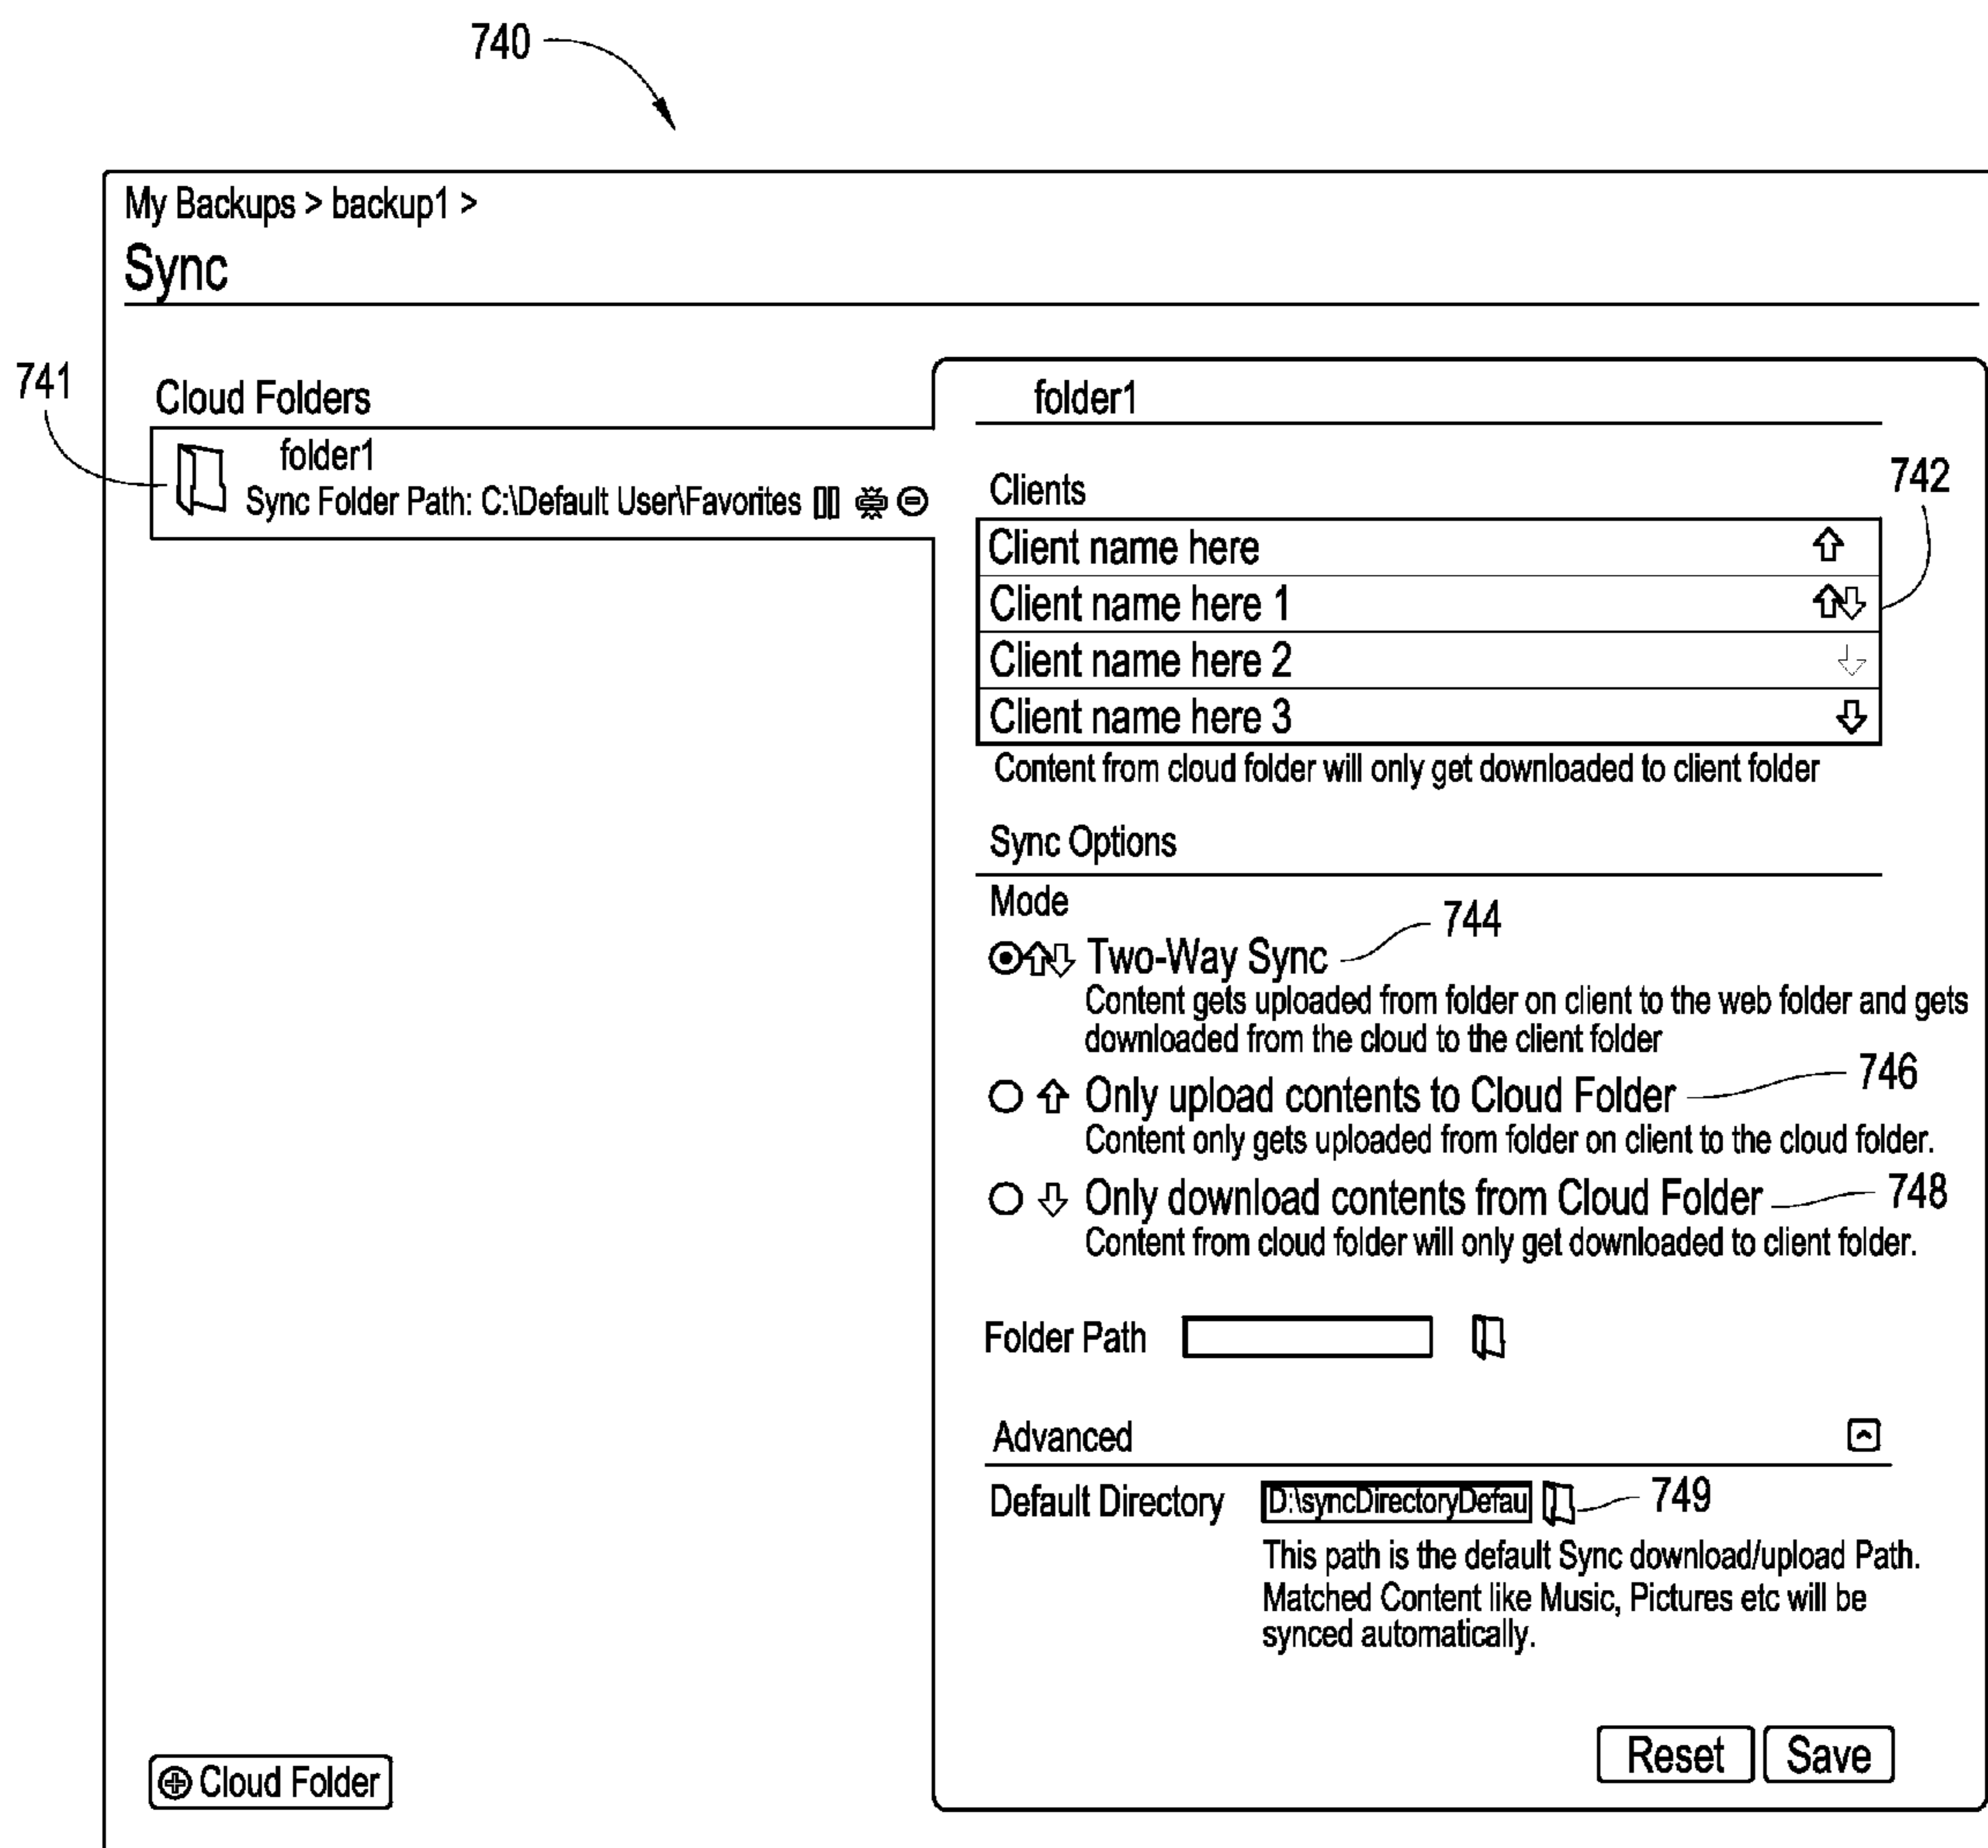 740
My Backups > backup1 >
Sync
741
Cloud Folders
folder1
Sync Folder Path: C:\Default User\Favorites
folder1
Clients
742
Client name here
Client name here 1
Client name here 2
Client name here 3
Content from cloud folder will only get downloaded to client folder
Sync Options
Mode
744
Two-Way Sync
Content gets uploaded from folder on client to the web folder and gets
downloaded from the cloud to the client folder
746
Only upload contents to Cloud Folder
Content only gets uploaded from folder on client to the cloud folder.
748
Only download contents from Cloud Folder
Content from cloud folder will only get downloaded to client folder.
Folder Path
Advanced
Default Directory D:\syncDirectoryDefau
749
This path is the default Sync download/upload Path.
Matched Content like Music, Pictures etc will be
synced automatically.
Reset Save
Cloud Folder